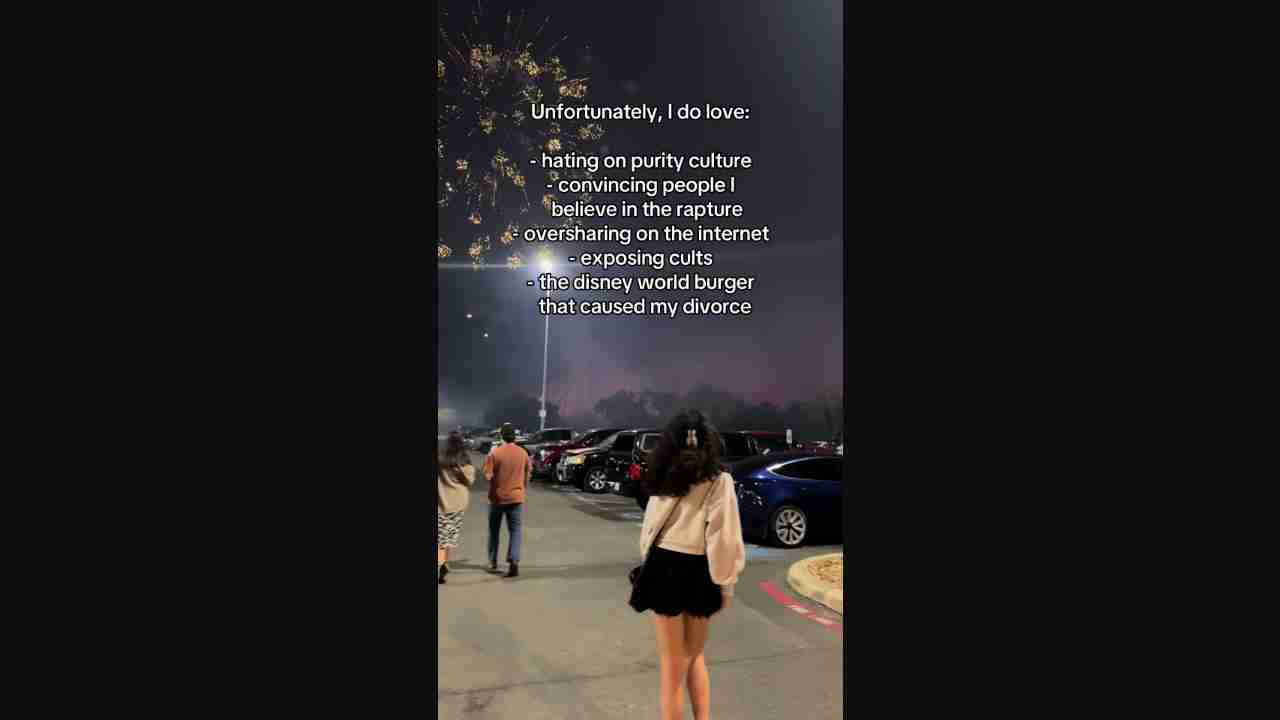 Unfortunately, I do love:
- hating on purity culture
- convincing people I
believe in the rapture
- oversharing on the internet
- exposing cults
- the disney world burger
that caused my divorce